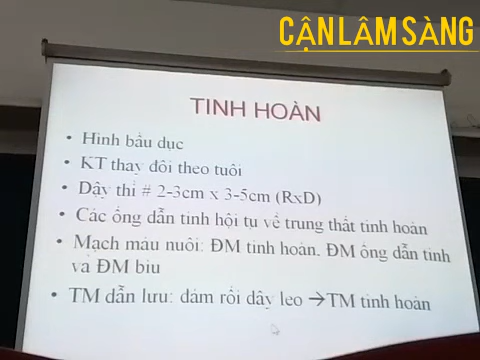 CẬN LÂM SÀNG
TINH HOÀN
• Hình bầu dục
• KT thay đổi theo tuổi
• Dậy thì # 2-3cm x 3-5cm (RxD)
• Các ống dẫn tinh hội tụ về trung thất tinh hoàn
• Mạch máu nuôi: ĐM tinh hoàn, ĐM ống dẫn tinh
và ĐM bìu
• TM dẫn lưu: đám rối dây leo →TM tinh hoàn